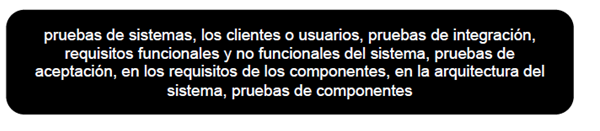 pruebas de sistemas, los clientes o usuarios, pruebas de integración,
requisitos funcionales y no funcionales del sistema, pruebas de
aceptación, en los requisitos de los componentes, en la arquitectura del
sistema, pruebas de componentes